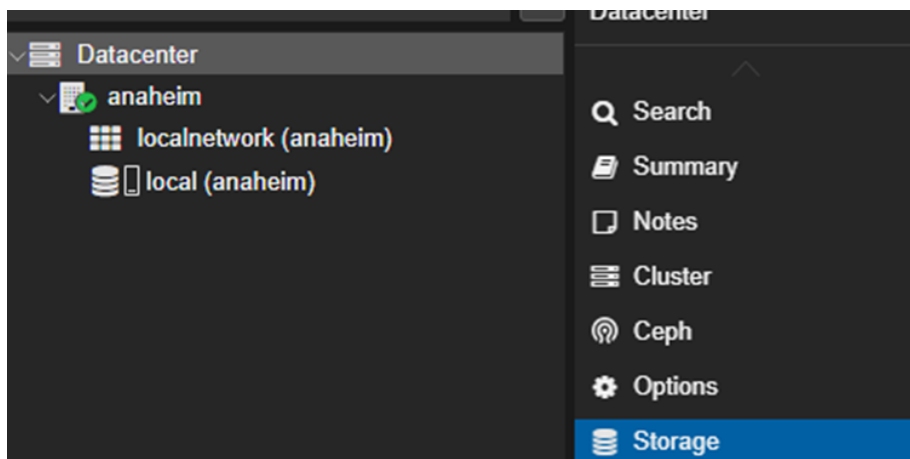 Datacenter
anaheim
localnetwork (anaheim)
local (anaheim)
Datacenter
Search
Summary
Notes
Cluster
Ceph
Options
Storage